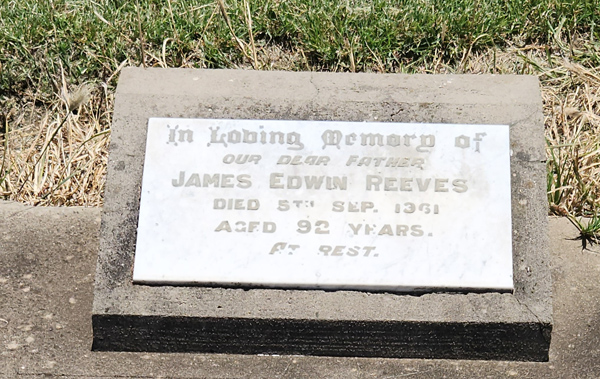 In Loving Memory of
OUR DEAR FATHER
JAMES EDWIN REEVES
DIED 5TH SEP. 1961
AGED 92 YEARS.
AT REST.